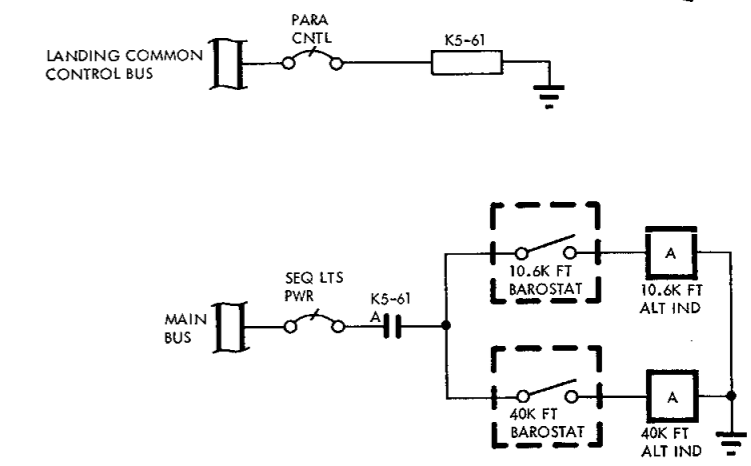 PARA
CNTL
K5-61
LANDING COMMON
CONTROL BUS
SEQ LTS
PWR
K5-61
A
MAIN
BUS
10.6K FT
BAROSTAT
A
10.6K FT
ALT IND
40K FT
BAROSTAT
A
40K FT
ALT IND